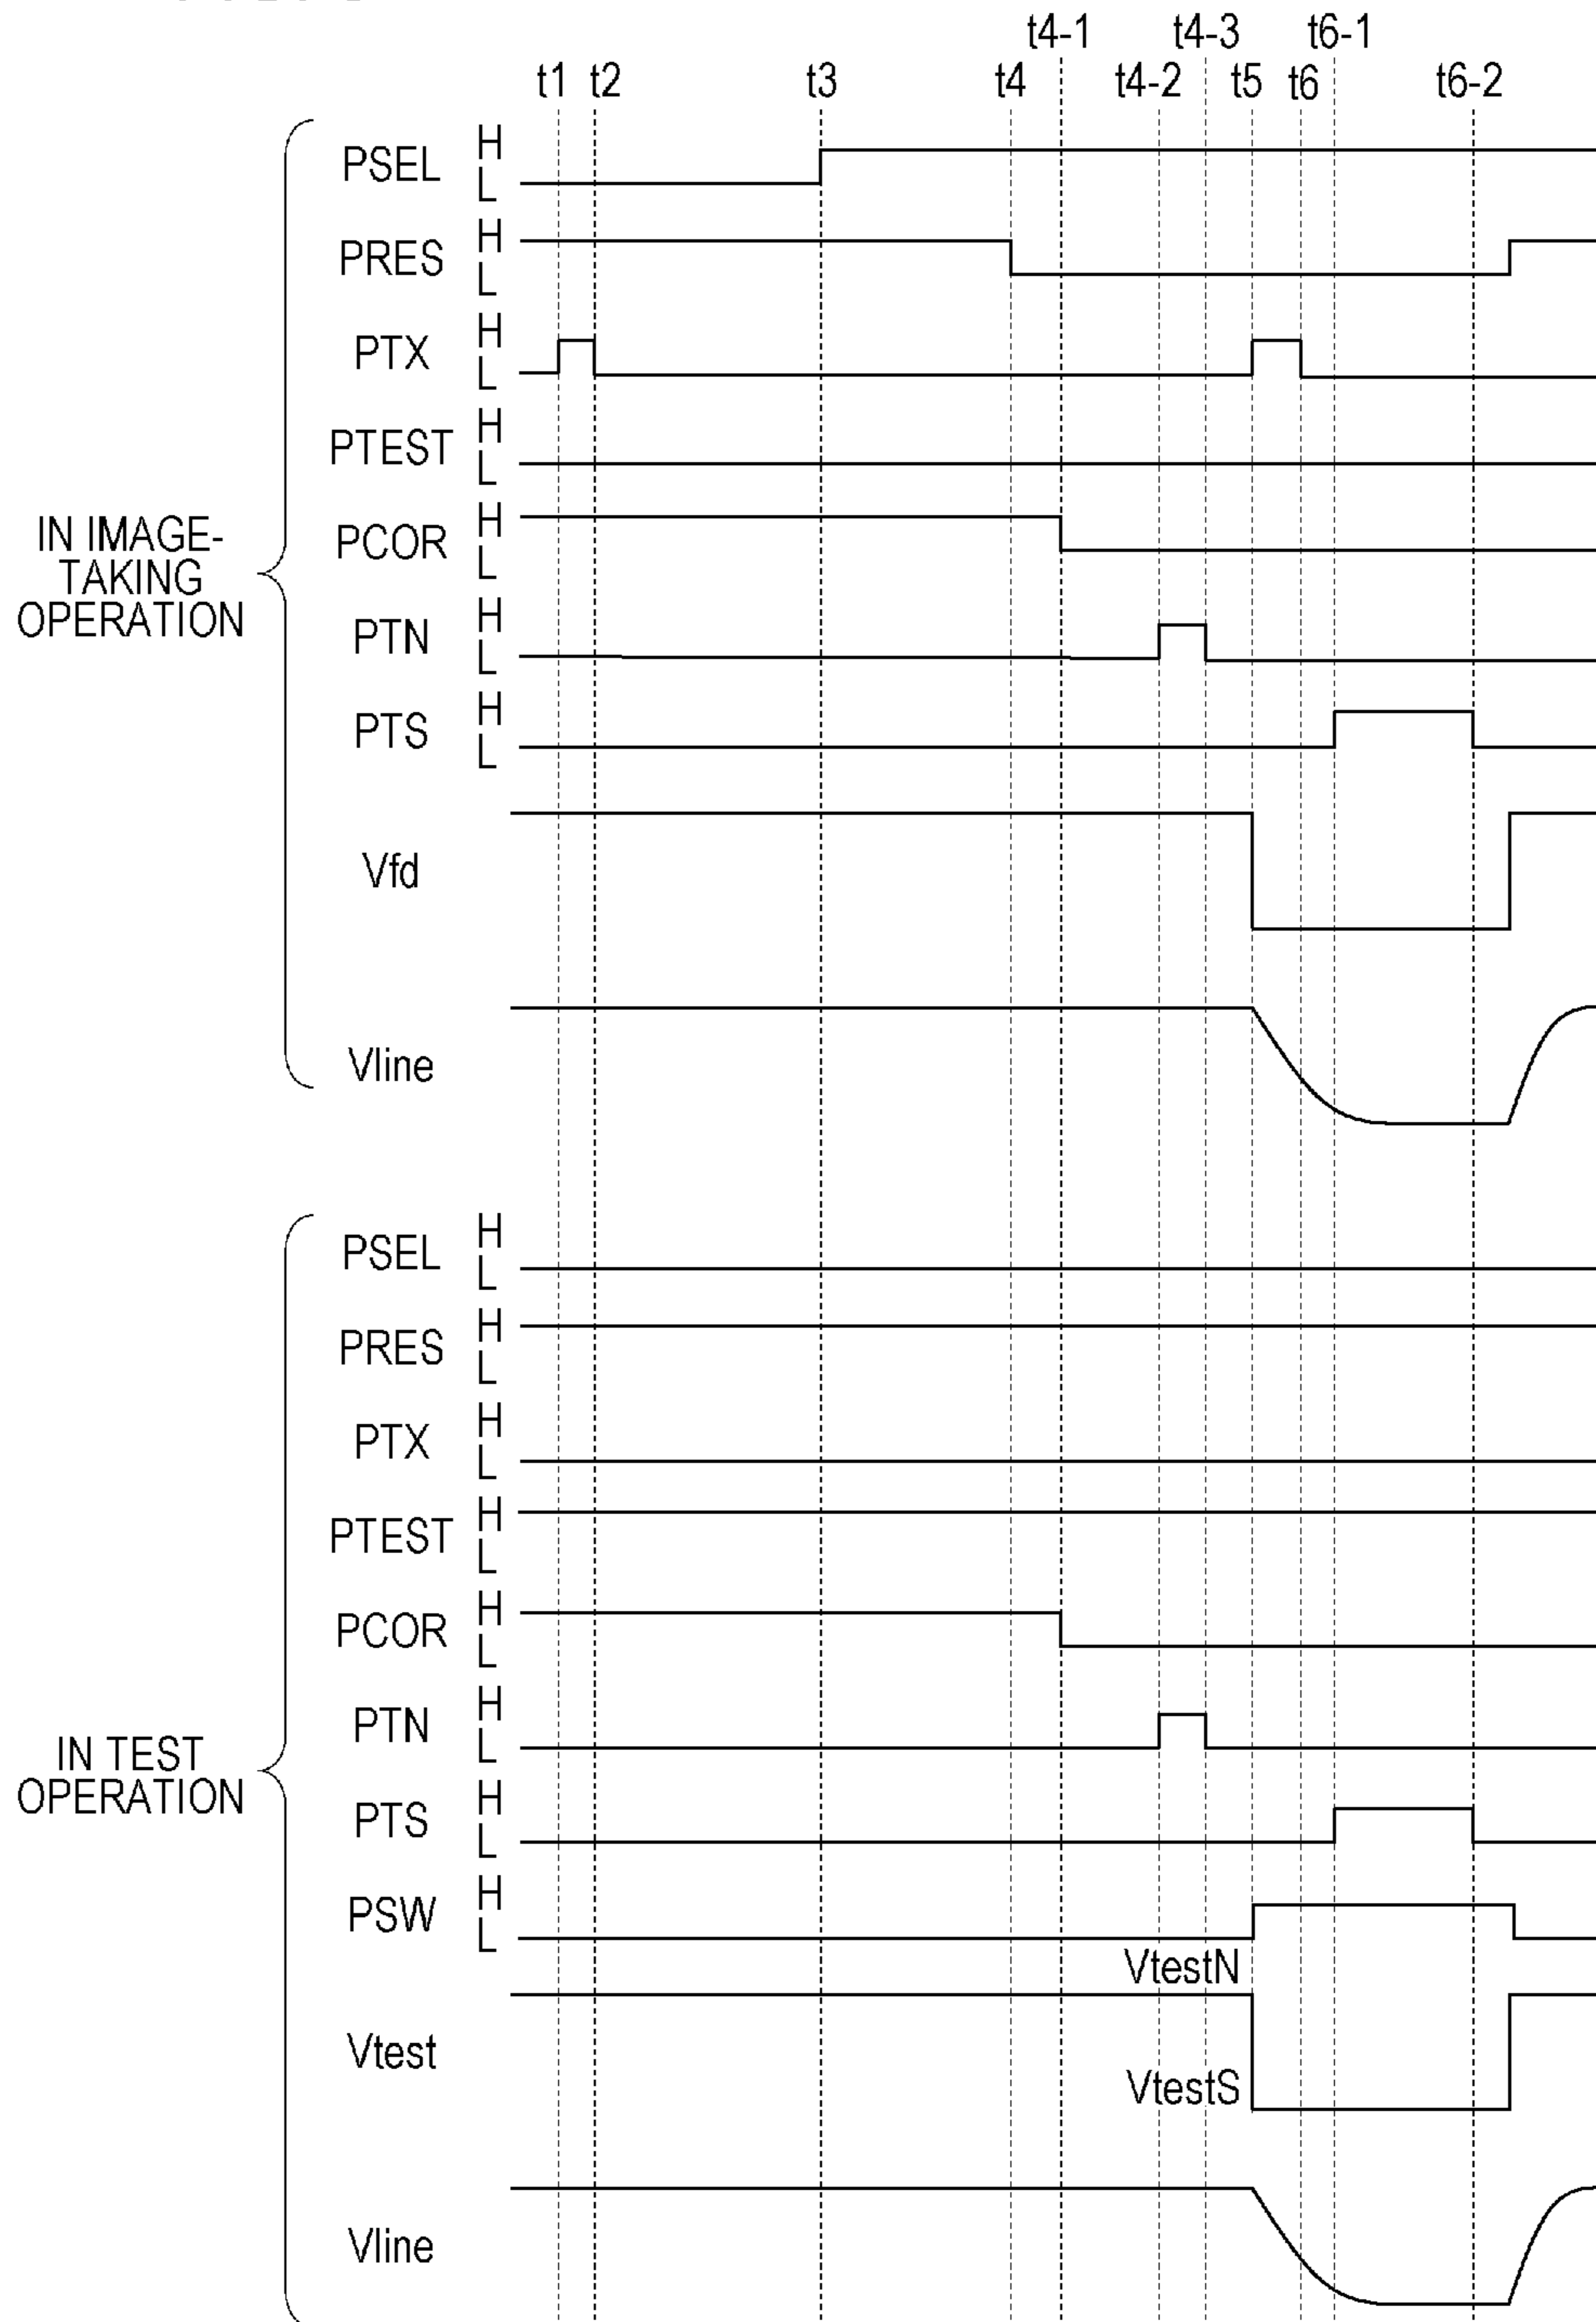 t4-1 t4-3 t6-1
t1 t2 t3 t4 t4-2 t5 t6 t6-2
PSEL H L
PRES H L
PTX H L
PTEST H L
IN IMAGE-
TAKING
OPERATION
PCOR H L
PTN H L
PTS H L
Vfd
Vline
PSEL H L
PRES H L
PTX H L
PTEST H L
PCOR H L
IN TEST
OPERATION
PTN H L
PTS H L
PSW H L
VtestN
Vtest
VtestS
Vline